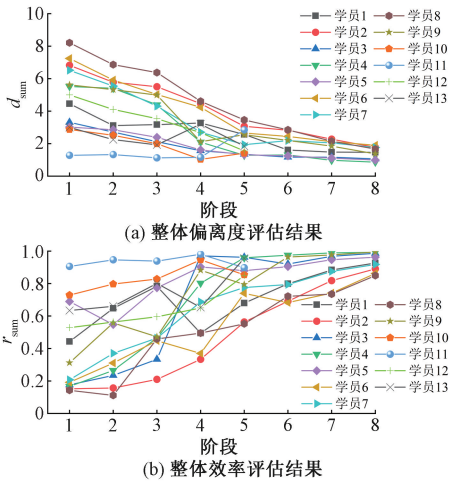 10
8
6
4
2
0
d_sum
学员1
学员2
学员3
学员4
学员5
学员6
学员7
学员8
学员9
学员10
学员11
学员12
学员13
1 2 3 4 5 6 7 8
阶段
(a) 整体偏离度评估结果
1.0
0.8
0.6
0.4
0.2
0
r_sum
学员1
学员2
学员3
学员4
学员5
学员6
学员7
学员8
学员9
学员10
学员11
学员12
学员13
1 2 3 4 5 6 7 8
阶段
(b) 整体效率评估结果